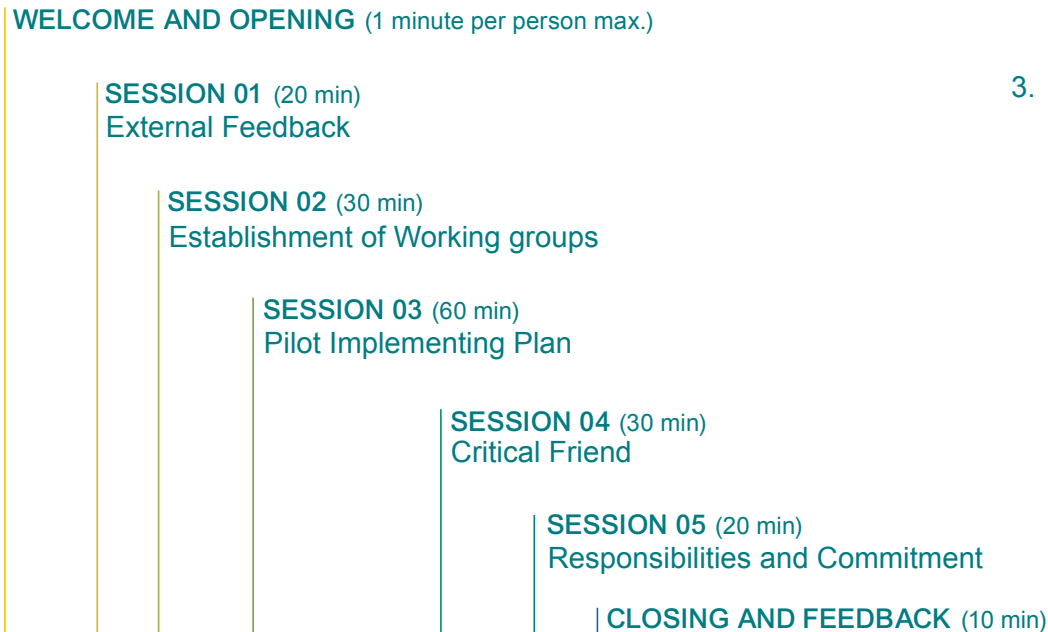 WELCOME AND OPENING (1 minute per person max.)
SESSION 01 (20 min)
3.
External Feedback
SESSION 02 (30 min)
Establishment of Working groups
SESSION 03 (60 min)
Pilot Implementing Plan
SESSION 04 (30 min)
Critical Friend
SESSION 05 (20 min)
Responsibilities and Commitment
CLOSING AND FEEDBACK (10 min)